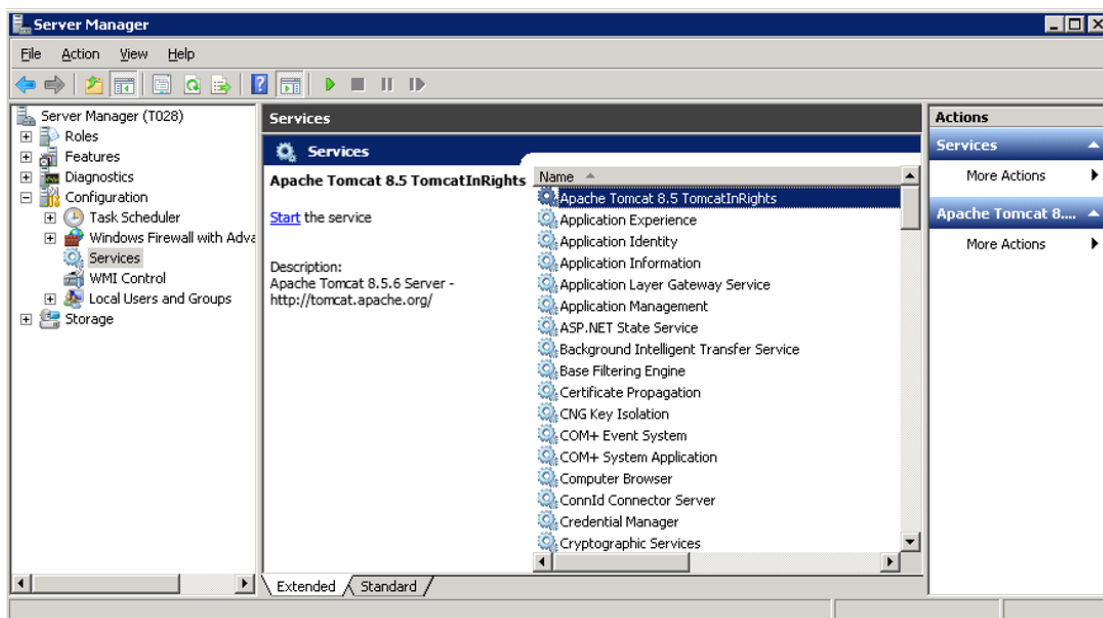 Server Manager
File Action View Help
Server Manager (T028)
Roles
Features
Diagnostics
Configuration
Task Scheduler
Windows Firewall with Adva
Services
WMI Control
Local Users and Groups
Storage
Services
Services
Apache Tomcat 8.5 TomcatInRights
Start the service
Description:
Apache Tomcat 8.5.6 Server -
http://tomcat.apache.org/
Name
Apache Tomcat 8.5 TomcatInRights
Application Experience
Application Identity
Application Information
Application Layer Gateway Service
Application Management
ASP.NET State Service
Background Intelligent Transfer Service
Base Filtering Engine
Certificate Propagation
CNG Key Isolation
COM+ Event System
COM+ System Application
Computer Browser
ConnId Connector Server
Credential Manager
Cryptographic Services
Extended Standard
Actions
Services
More Actions
Apache Tomcat 8....
More Actions